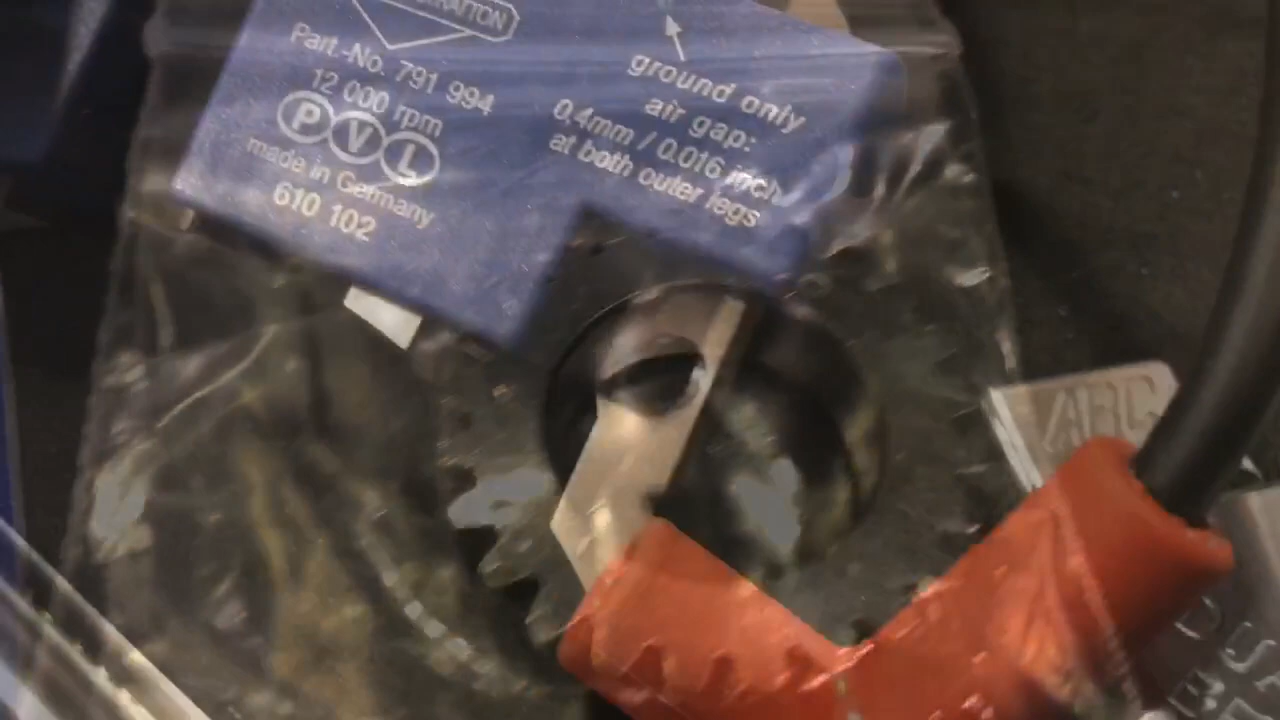 Part.-No. 791 994
12 000 rpm
PVL
made in Germany
610 102
ground only
air gap:
0,4mm / 0.016 inch
at both outer legs
ABC